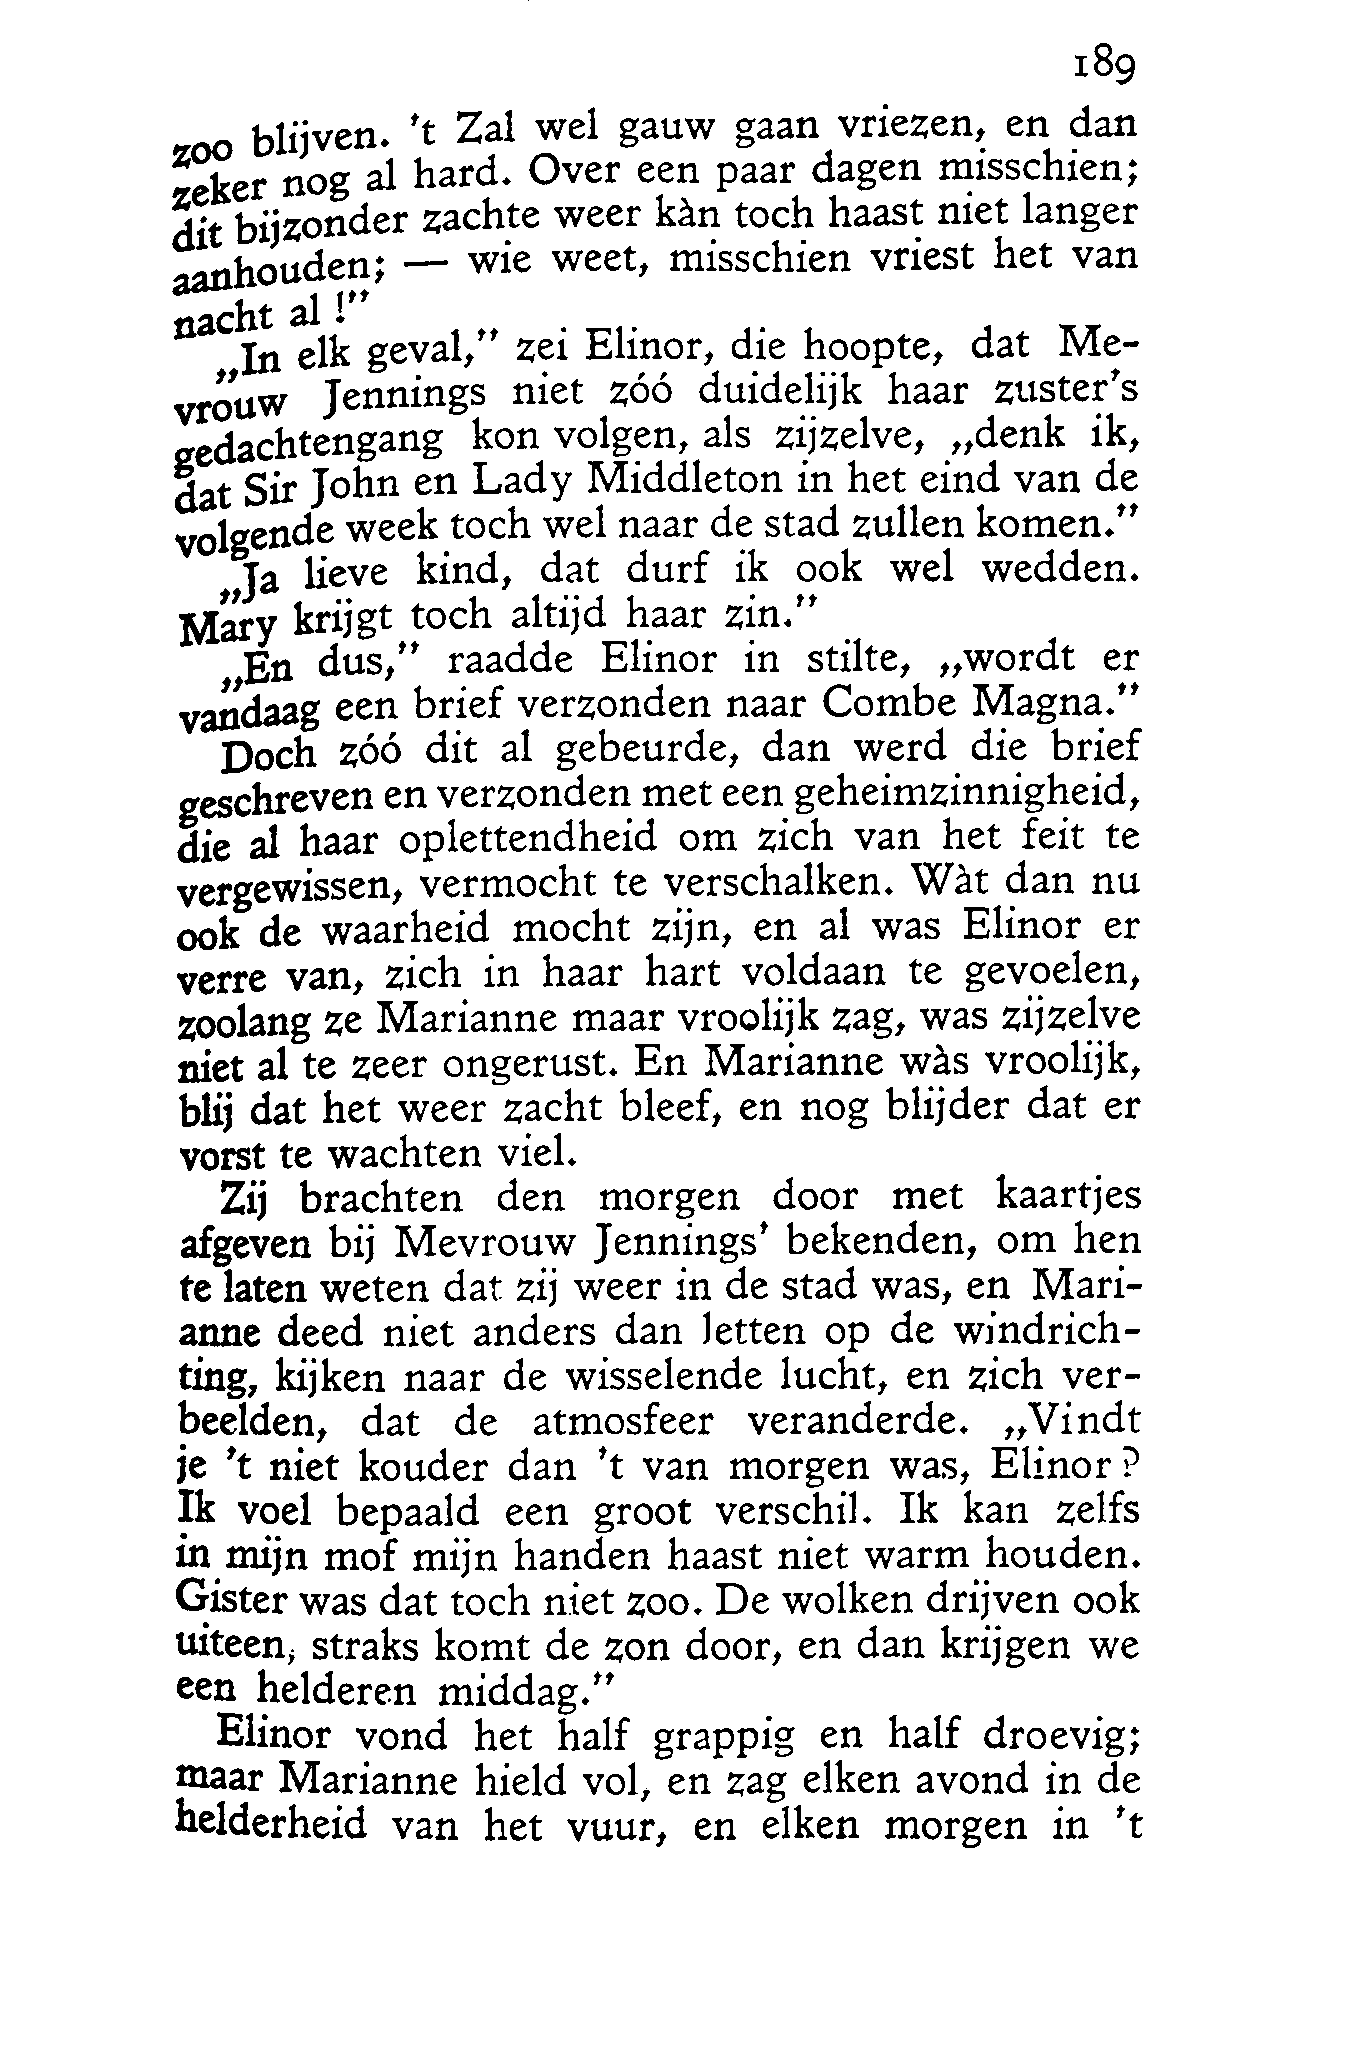 189
zoo blijven. 't Zal wel gauw gaan vriezen, en dan
zeker nog al hard. Over een paar dagen misschien;
dit bijzonder zachte weer kàn toch haast niet langer
aanhouden; — wie weet, misschien vriest het van
nacht al !”
„In elk geval,” zei Elinor, die hoopte, dat Me-
vrouw Jennings niet zóó duidelijk haar zuster's
gedachtengang kon volgen, als zijzelve, „denk ik,
dat Sir John en Lady Middleton in het eind van de
volgende week toch wel naar de stad zullen komen.”
„Ja lieve kind, dat durf ik ook wel wedden.
Mary krijgt toch altijd haar zin.”
„En dus,” raadde Elinor in stilte, „wordt er
vandaag een brief verzonden naar Combe Magna.”
Doch zóó dit al gebeurde, dan werd die brief
geschreven en verzonden met een geheimzinnigheid,
die al haar oplettendheid om zich van het feit te
vergewissen, vermocht te verschalken. Wàt dan nu
ook de waarheid mocht zijn, en al was Elinor er
verre van, zich in haar hart voldaan te gevoelen,
zoolang ze Marianne maar vroolijk zag, was zijzelve
niet al te zeer ongerust. En Marianne wàs vroolijk,
blij dat het weer zacht bleef, en nog blijder dat er
vorst te wachten viel.
Zij brachten den morgen door met kaartjes
afgeven bij Mevrouw Jennings' bekenden, om hen
te laten weten dat zij weer in de stad was, en Mari-
anne deed niet anders dan letten op de windrich-
ting, kijken naar de wisselende lucht, en zich ver-
beelden, dat de atmosfeer veranderde. „Vindt
je 't niet kouder dan 't van morgen was, Elinor?
Ik voel bepaald een groot verschil. Ik kan zelfs
in mijn mof mijn handen haast niet warm houden.
Gister was dat toch niet zoo. De wolken drijven ook
uiteen, straks komt de zon door, en dan krijgen we
een helderen middag.”
Elinor vond het half grappig en half droevig;
maar Marianne hield vol, en zag elken avond in de
helderheid van het vuur, en elken morgen in 't